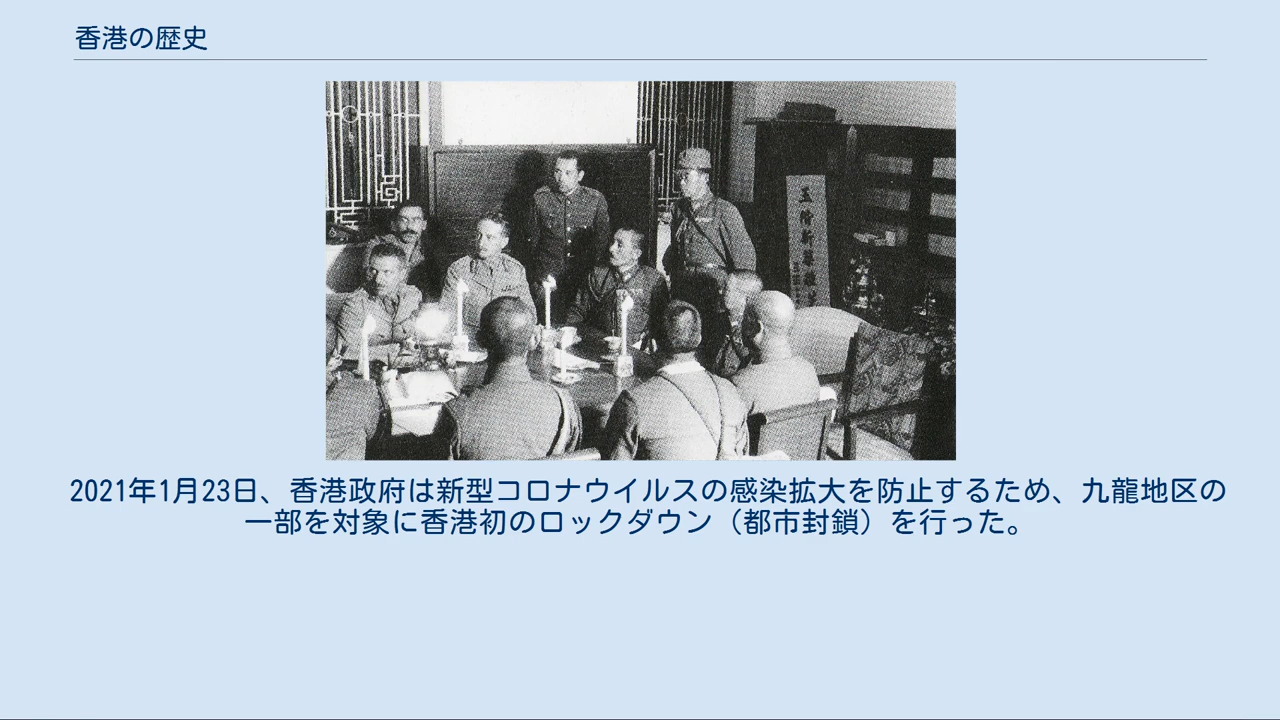 香港の歴史
2021年1月23日、香港政府は新型コロナウイルスの感染拡大を防止するため、九龍地区の
一部を対象に香港初のロックダウン（都市封鎖）を行った。